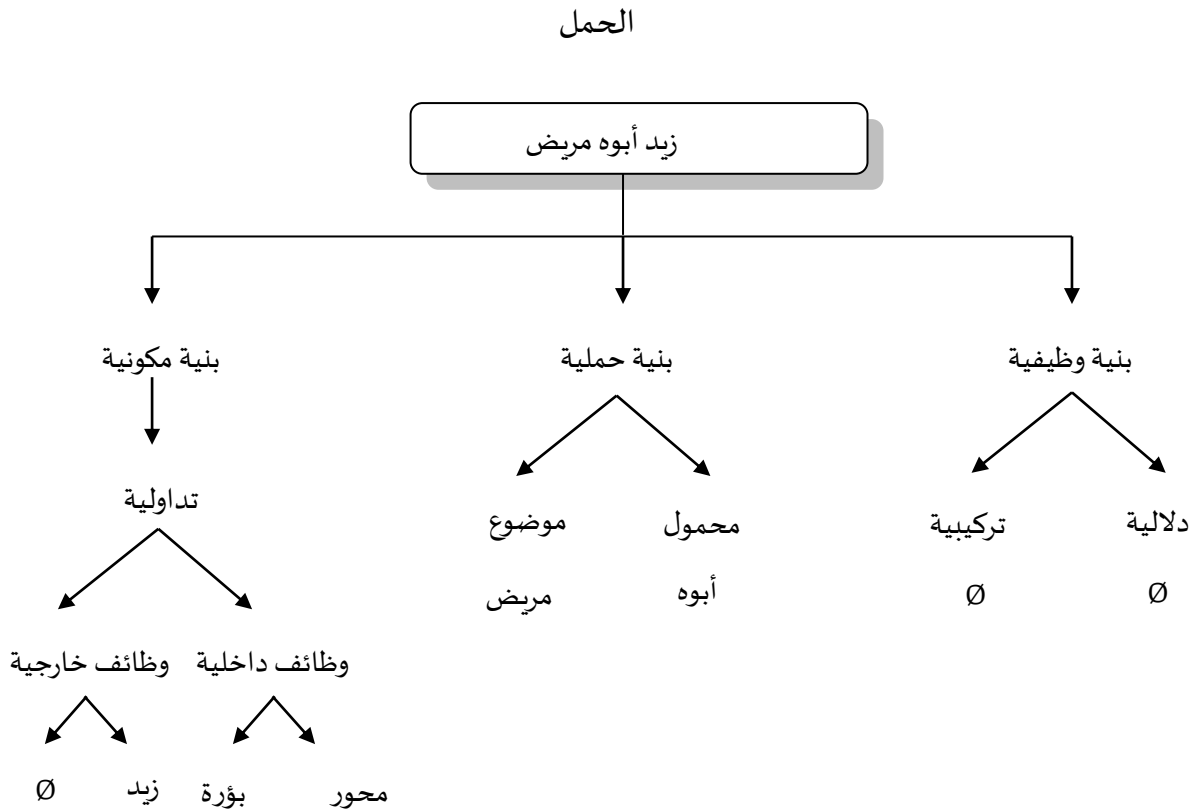 الحمل
زيد أبوه مريض
بنية وظيفية
بنية حملية
بنية مكونية
دلالية
تركيبية
محمول
موضوع
تداولية
Ø
Ø
أبوه
مريض
وظائف داخلية
وظائف خارجية
محور
بؤرة
زيد
Ø